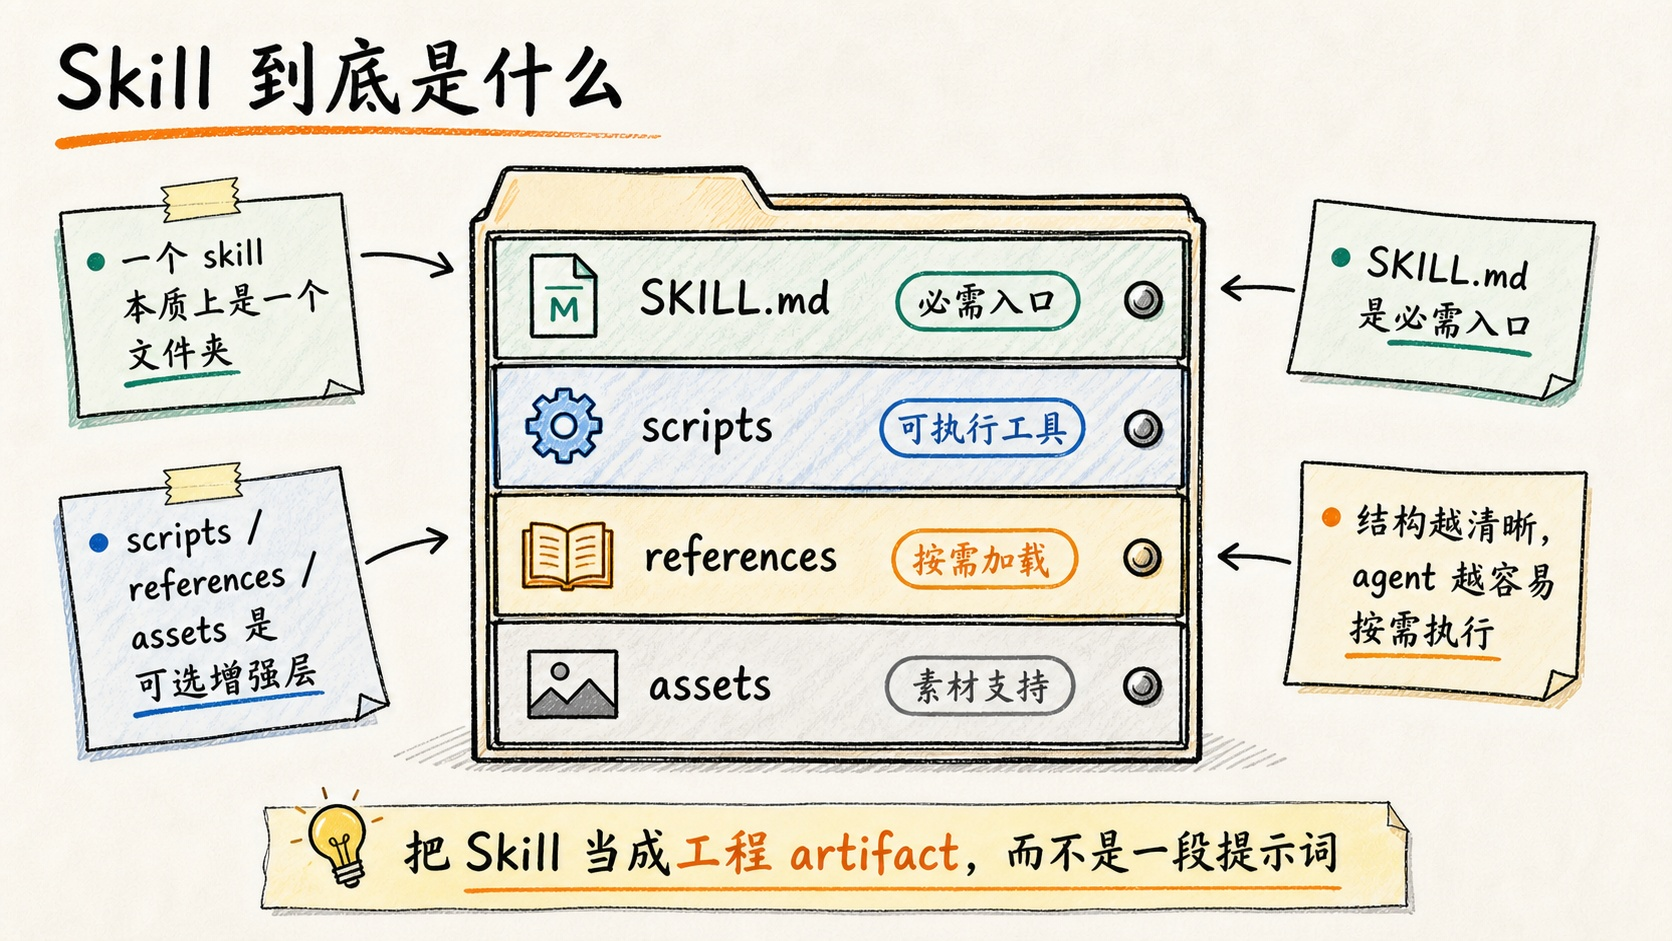 Skill 到底是什么
一个 skill
本质上是一个
文件夹
scripts /
references /
assets 是
可选增强层
M
SKILL.md 必需入口
scripts 可执行工具
references 按需加载
assets 素材支持
SKILL.md
是必需入口
结构越清晰,
agent 越容易
按需执行
把 Skill 当成工程 artifact，而不是一段提示词